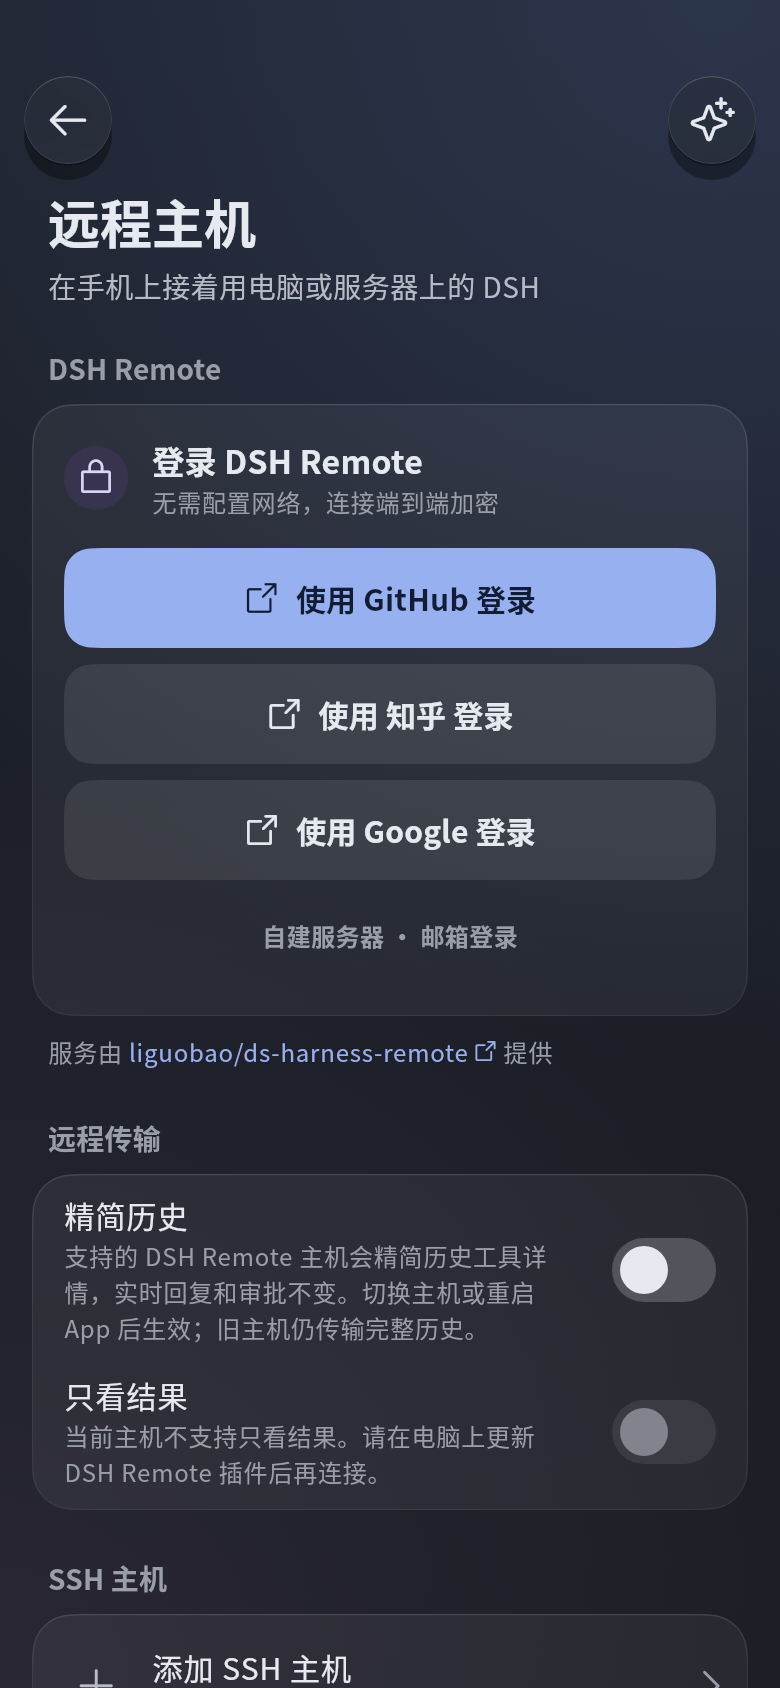 远程主机
在手机上接着用电脑或服务器上的 DSH
DSH Remote
登录 DSH Remote
无需配置网络，连接端到端加密
使用 GitHub 登录
使用 知乎 登录
使用 Google 登录
自建服务器 · 邮箱登录
服务由 liguobao/ds-harness-remote 提供
远程传输
精简历史
支持的 DSH Remote 主机会精简历史工具详
情，实时回复和审批不变。切换主机或重启
App 后生效；旧主机仍传输完整历史。
只看结果
当前主机不支持只看结果。请在电脑上更新
DSH Remote 插件后再连接。
SSH 主机
添加 SSH 主机